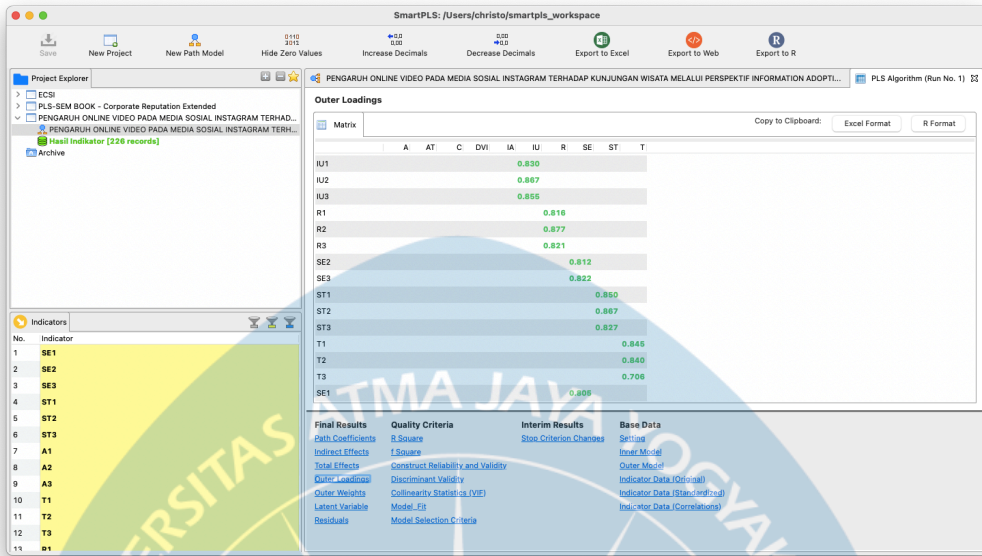 SmartPLS: /Users/christo/smartpls_workspace
Save
New Project
New Path Model
Hide Zero Values
Increase Decimals
Decrease Decimals
Export to Excel
Export to Web
Export to R
Project Explorer
ECSI
PLS-SEM BOOK - Corporate Reputation Extended
PENGARUH ONLINE VIDEO PADA MEDIA SOSIAL INSTAGRAM TERHAD...
PENGARUH ONLINE VIDEO PADA MEDIA SOSIAL INSTAGRAM TERH...
Hasil Indikator [226 records]
Archive
Indicators
No. Indicator
1 SE1
2 SE2
3 SE3
4 ST1
5 ST2
6 ST3
7 A1
8 A2
9 A3
10 T1
11 T2
12 T3
13 R1
PENGARUH ONLINE VIDEO PADA MEDIA SOSIAL INSTAGRAM TERHADAP KUNJUNGAN WISATA MELALUI PERSPEKTIF INFORMATION ADOPTI...
PLS Algorithm (Run No. 1)
Outer Loadings
Matrix
Copy to Clipboard: Excel Format R Format
A AT C DVI IA IU R SE ST T
IU1 0.830
IU2 0.867
IU3 0.855
R1 0.816
R2 0.877
R3 0.821
SE2 0.812
SE3 0.822
ST1 0.850
ST2 0.867
ST3 0.827
T1 0.845
T2 0.840
T3 0.706
SE1 0.805
Final Results Quality Criteria Interim Results Base Data
Path Coefficients R Square Stop Criterion Changes Setting
Indirect Effects f Square Inner Model
Total Effects Construct Reliability and Validity Outer Model
Outer Loadings Discriminant Validity Indicator Data (Original)
Outer Weights Collinearity Statistics (VIF) Indicator Data (Standardized)
Latent Variable Model_Fit Indicator Data (Correlations)
Residuals Model Selection Criteria
ERSITAS ATMA JAYA YOGYA